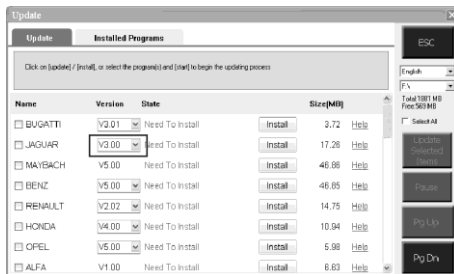 Update
Update Installed Programs
ESC
Click on [update] / [install], or select the program(s) and [start] to begin the updating process
English
F:\
Total:1881 MB
Free:563 MB
Select All
Name Version State Size(MB)
BUGATTI V3.01 Need To Install Install 3.72 Help
JAGUAR V3.00 Need To Install Install 17.26 Help
MAYBACH V5.00 Need To Install Install 46.86 Help
BENZ V5.00 Need To Install Install 46.85 Help
RENAULT V2.02 Need To Install Install 14.75 Help
HONDA V4.00 Need To Install Install 10.94 Help
OPEL V5.00 Need To Install Install 5.98 Help
ALFA V1.00 Need To Install Install 6.63 Help
Update
Selected
Items
Pause
Pg Up
Pg Dn